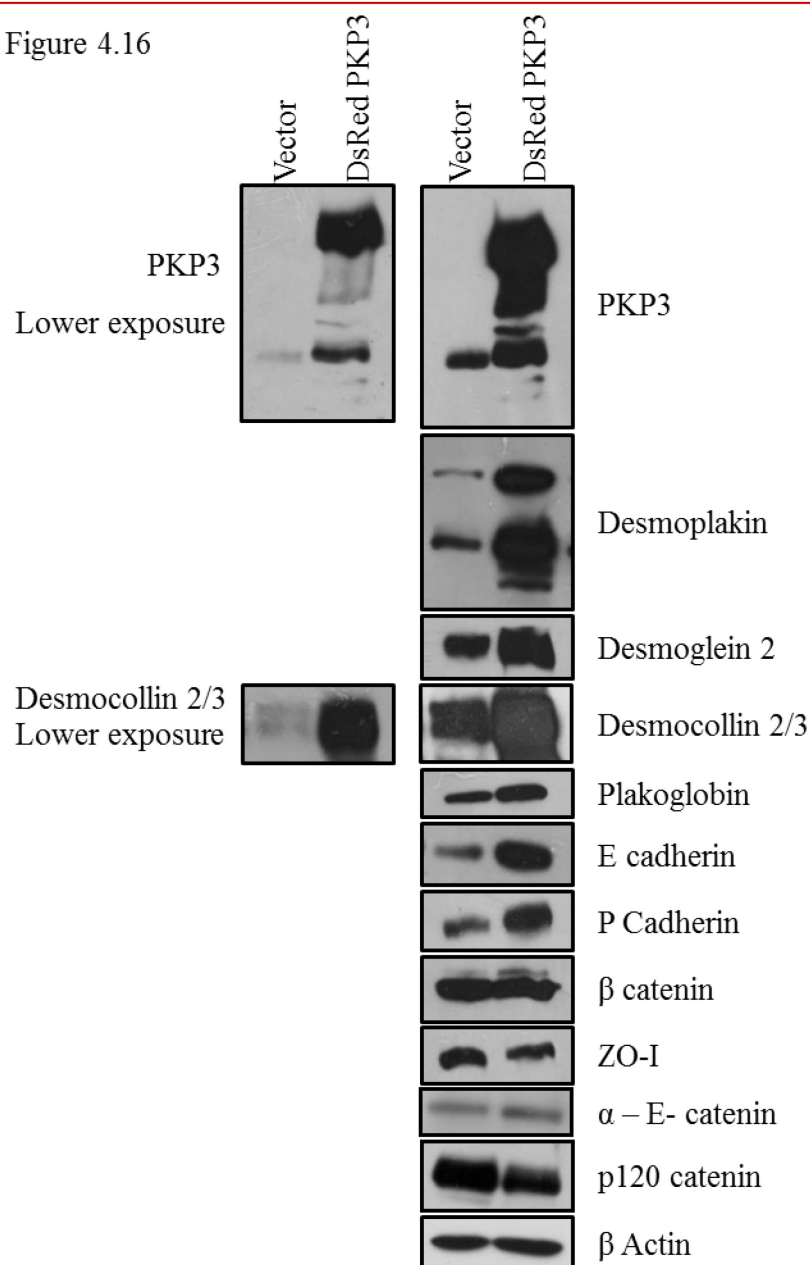 Figure 4.16
Vector
DsRed PKP3
Vector
DsRed PKP3
PKP3
Lower exposure
PKP3
Desmoplakin
Desmoglein 2
Desmocollin 2/3
Lower exposure
Desmocollin 2/3
Plakoglobin
E cadherin
P Cadherin
β catenin
ZO-I
α – E- catenin
p120 catenin
β Actin